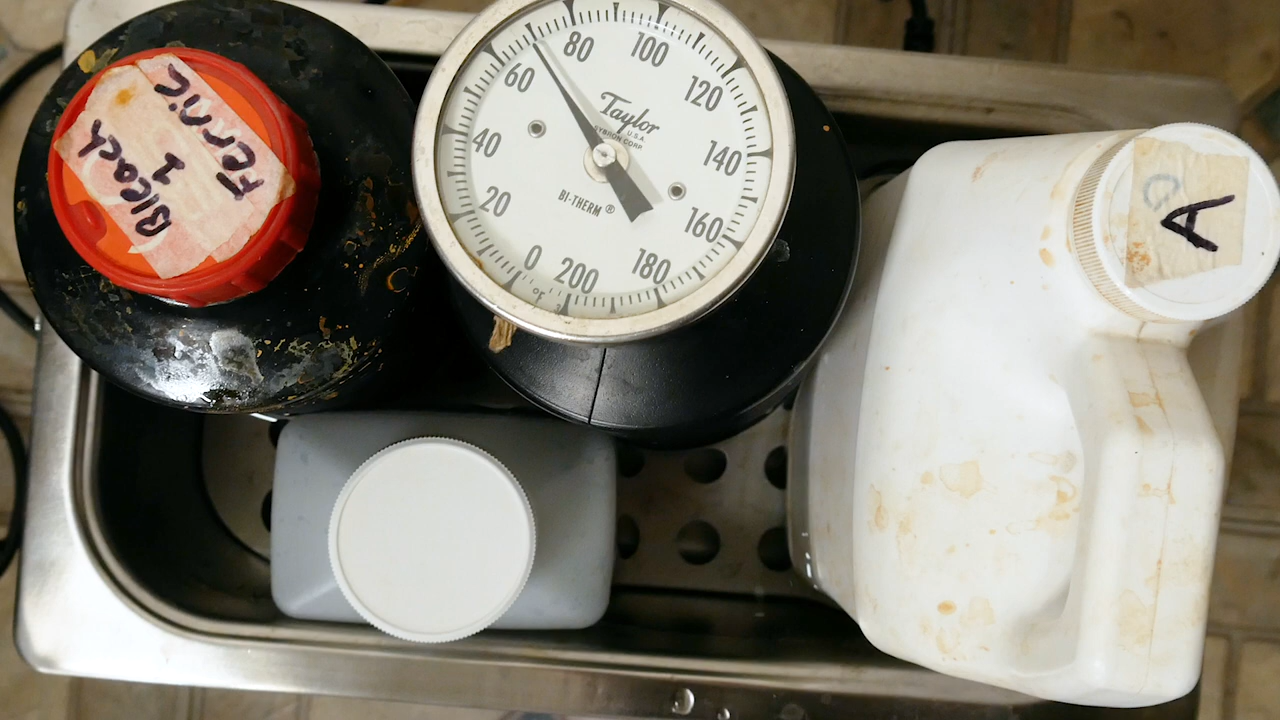 Ferric
Bleach
1
0
20
40
60
80
100
120
140
160
180
200
°F
Taylor
U.S.A.
SYBRON CORP
BI-THERM ®
A